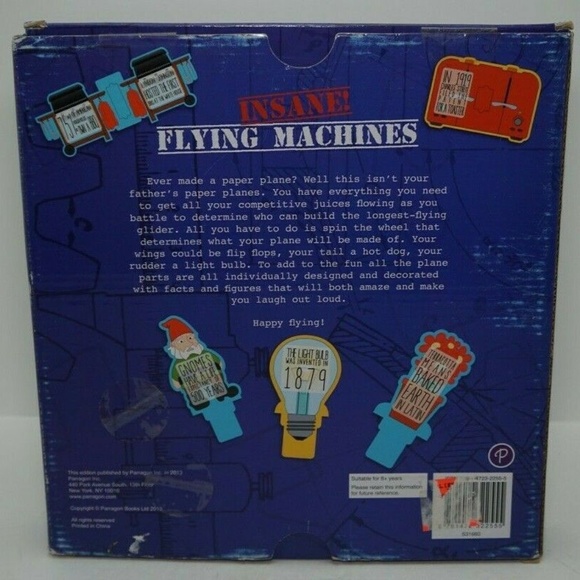 IN 1919
INSANE!
FLYING MACHINES
Ever made a paper plane? Well this isn't your
father's paper planes. You have everything you need
to get all your competitive juices flowing as you
battle to determine who can build the longest-flying
glider. All you have to do is spin the wheel that
determines what your plane will be made of. Your
wings could be flip flops, your tail a hot dog, your
rudder a light bulb. To add to the fun all the plane
parts are all individually designed and decorated
with facts and figures that will both amaze and make
you laugh out loud.
Happy flying!
GNOMES
THE LIGHT BULB
WAS INVENTED IN
1879
TERRACOTTA
MEANS
BAKED
EARTH
IN LATIN
P
This edition published by Parragon Inc. in 2013
Parragon Inc.
440 Park Avenue South, 13th Floor
New York, NY 10016
www.parragon.com
Copyright © Parragon Books Ltd
All rights reserved
Printed in China
Suitable for 8+ years
Please retain this information
for future reference.